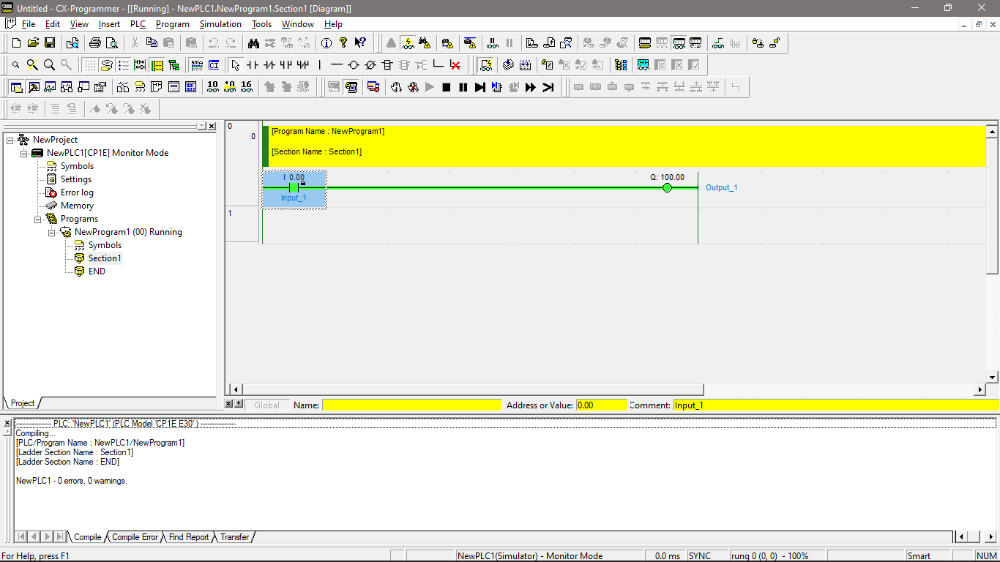 Untitled - CX-Programmer - [[Running] - NewPLC1.NewProgram1.Section1 [Diagram]]
File Edit View Insert PLC Program Simulation Tools Window Help
SMA CI
10 10 16
NewProject
NewPLC1[CP1E] Monitor Mode
Symbols
Settings
Error log
Memory
Programs
NewProgram1 (00) Running
Symbols
Section1
END
Project
0
0
[Program Name : NewProgram1]
[Section Name : Section1]
I: 0.00
Input_1
Q: 100.00
Output_1
1
Global Name: Address or Value: 0.00 Comment: Input_1
---------------- PLC: 'NewPLC1' (PLC Model 'CP1E E30' ) ----------------
Compiling...
[PLC/Program Name : NewPLC1/NewProgram1]
[Ladder Section Name : Section1]
[Ladder Section Name : END]
NewPLC1 - 0 errors, 0 warnings.
Compile Compile Error Find Report Transfer
For Help, press F1 NewPLC1(Simulator) - Monitor Mode 0.0 ms SYNC rung 0 (0, 0) - 100% Smart NUM